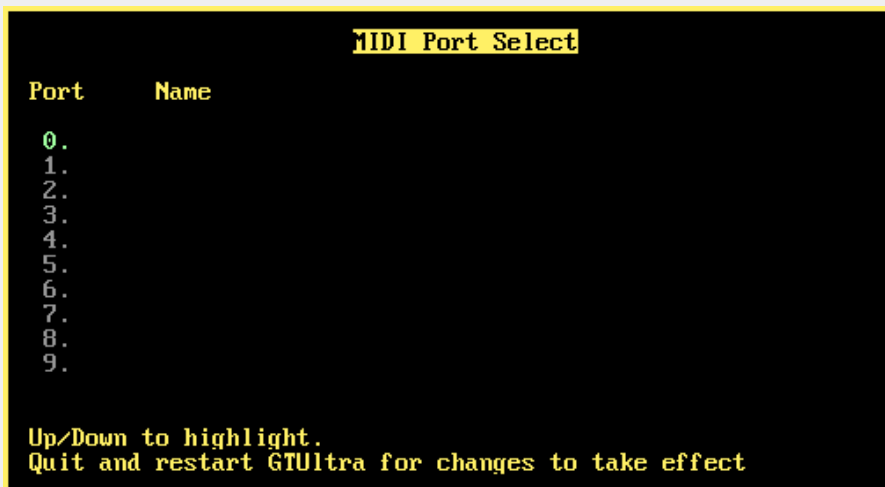 MIDI Port Select
Port Name
0.
1.
2.
3.
4.
5.
6.
7.
8.
9.
Up/Down to highlight.
Quit and restart GTUltra for changes to take effect